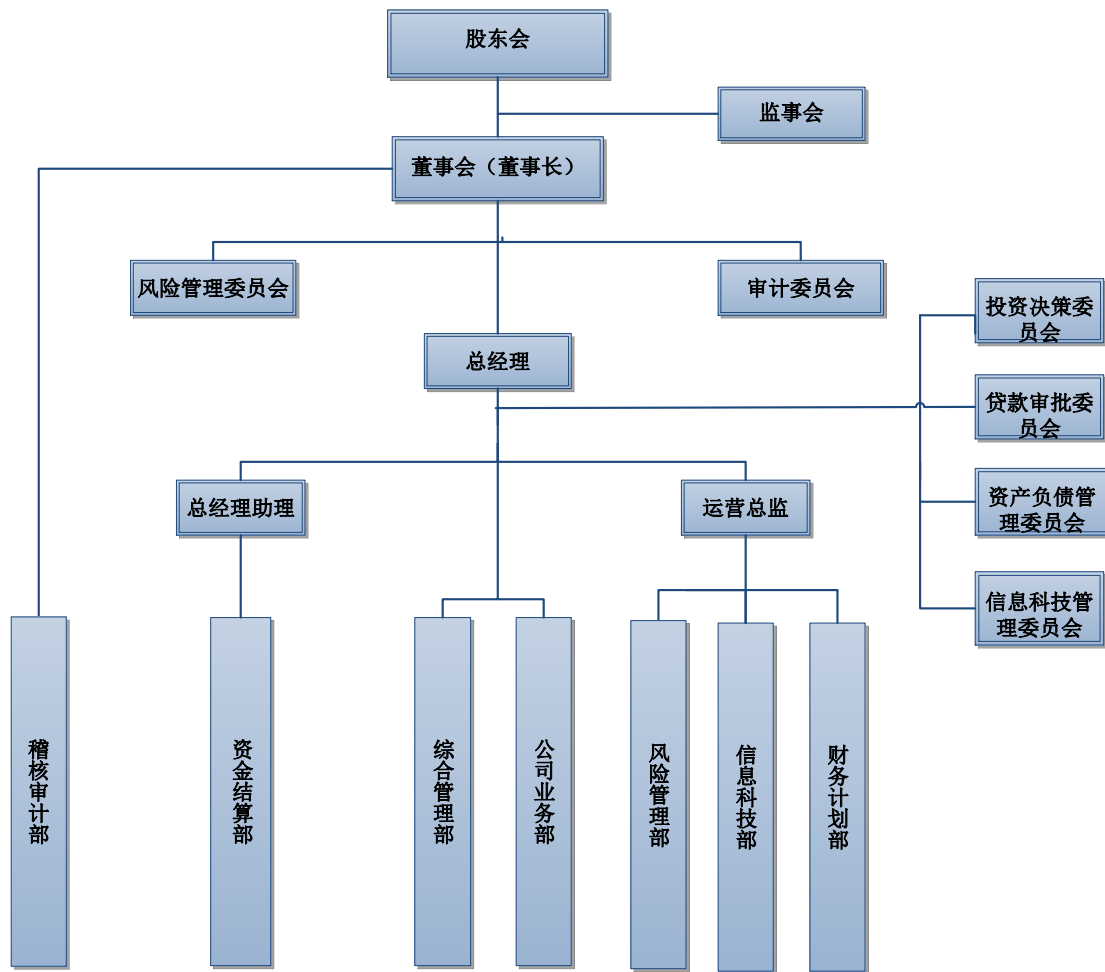 股东会
监事会
董事会（董事长）
风险管理委员会
审计委员会
投资决策委
员会
总经理
贷款审批委
员会
资产负债管
理委员会
总经理助理
运营总监
信息科技管
理委员会
稽核审计部
资金结算部
综合管理部
公司业务部
风险管理部
信息科技部
财务计划部